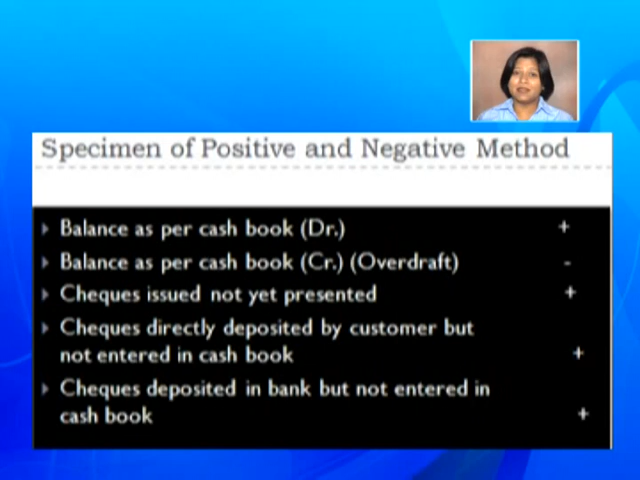 Specimen of Positive and Negative Method
Balance as per cash book (Dr.) +
Balance as per cash book (Cr.) (Overdraft) -
Cheques issued not yet presented +
Cheques directly deposited by customer but
not entered in cash book +
Cheques deposited in bank but not entered in
cash book +